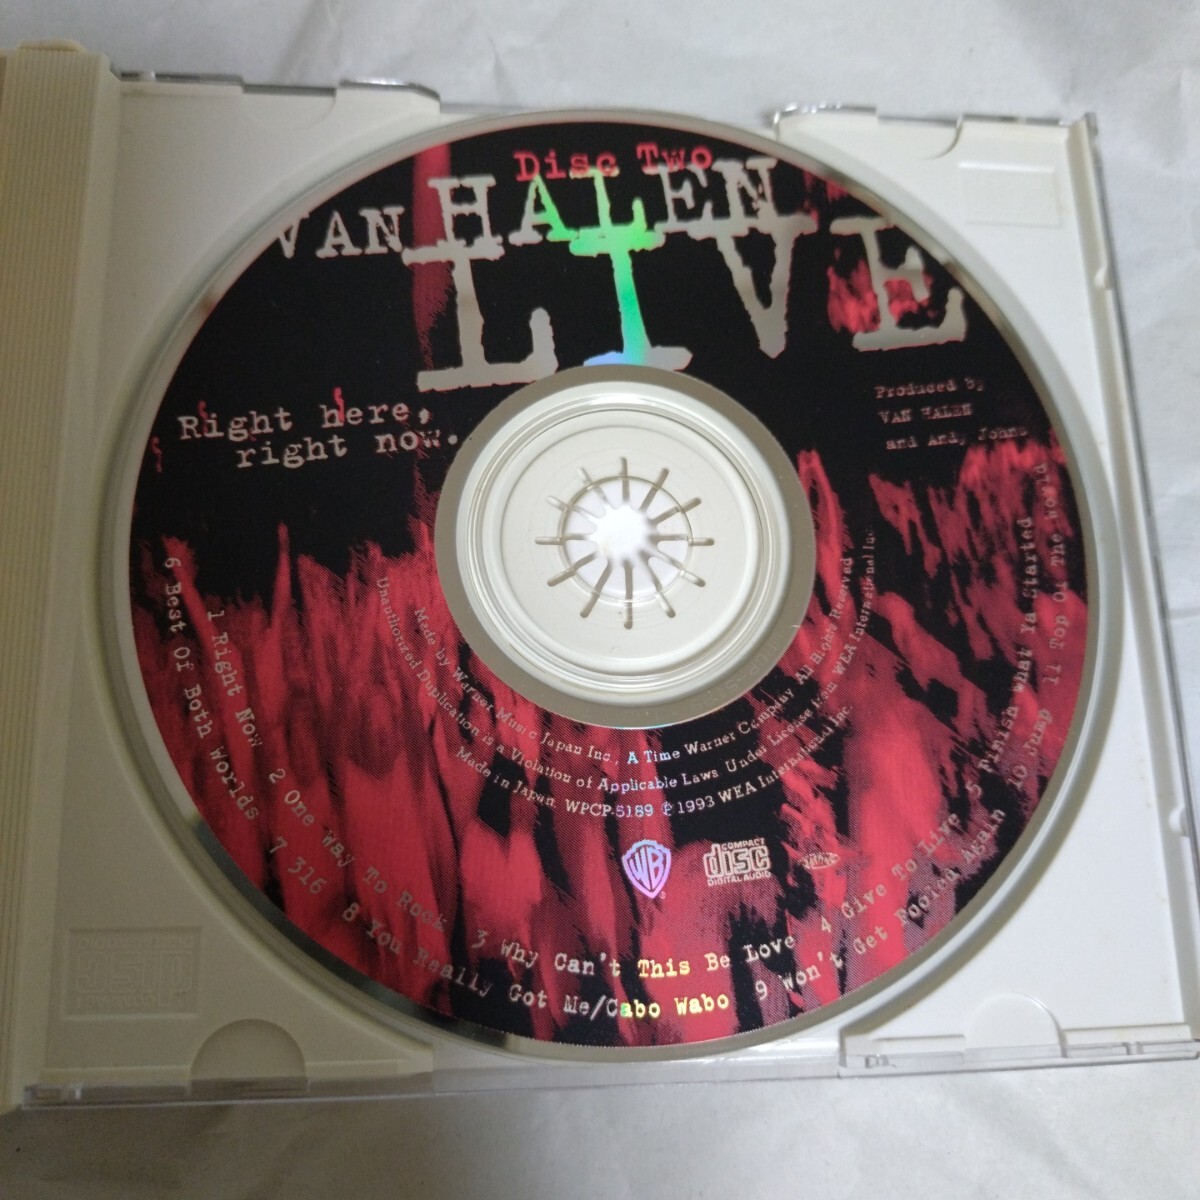 Disc Two
VAN HALEN
LIVE
Right here,
right now.
Produced by
VAN HALEN
and Andy Johns
1 Right Now 2 One Way To Rock 3 Why Can't This Be Love 4 Give To Live 5 Finish What Ya Started
6 Best Of Both Worlds 7 316 8 You Really Got Me/Cabo Wabo 9 Won't Get Fooled Again 10 Jump 11 Top Of The World
Made by Warner Music Japan Inc., A Time Warner Company. All Rights Reserved
Unauthorized Duplication is a Violation of Applicable Laws. Under License from WEA International Inc.
Made in Japan. WPCP-5189 ℗1993 WEA International Inc.
WB
COMPACT
disc
DIGITAL AUDIO